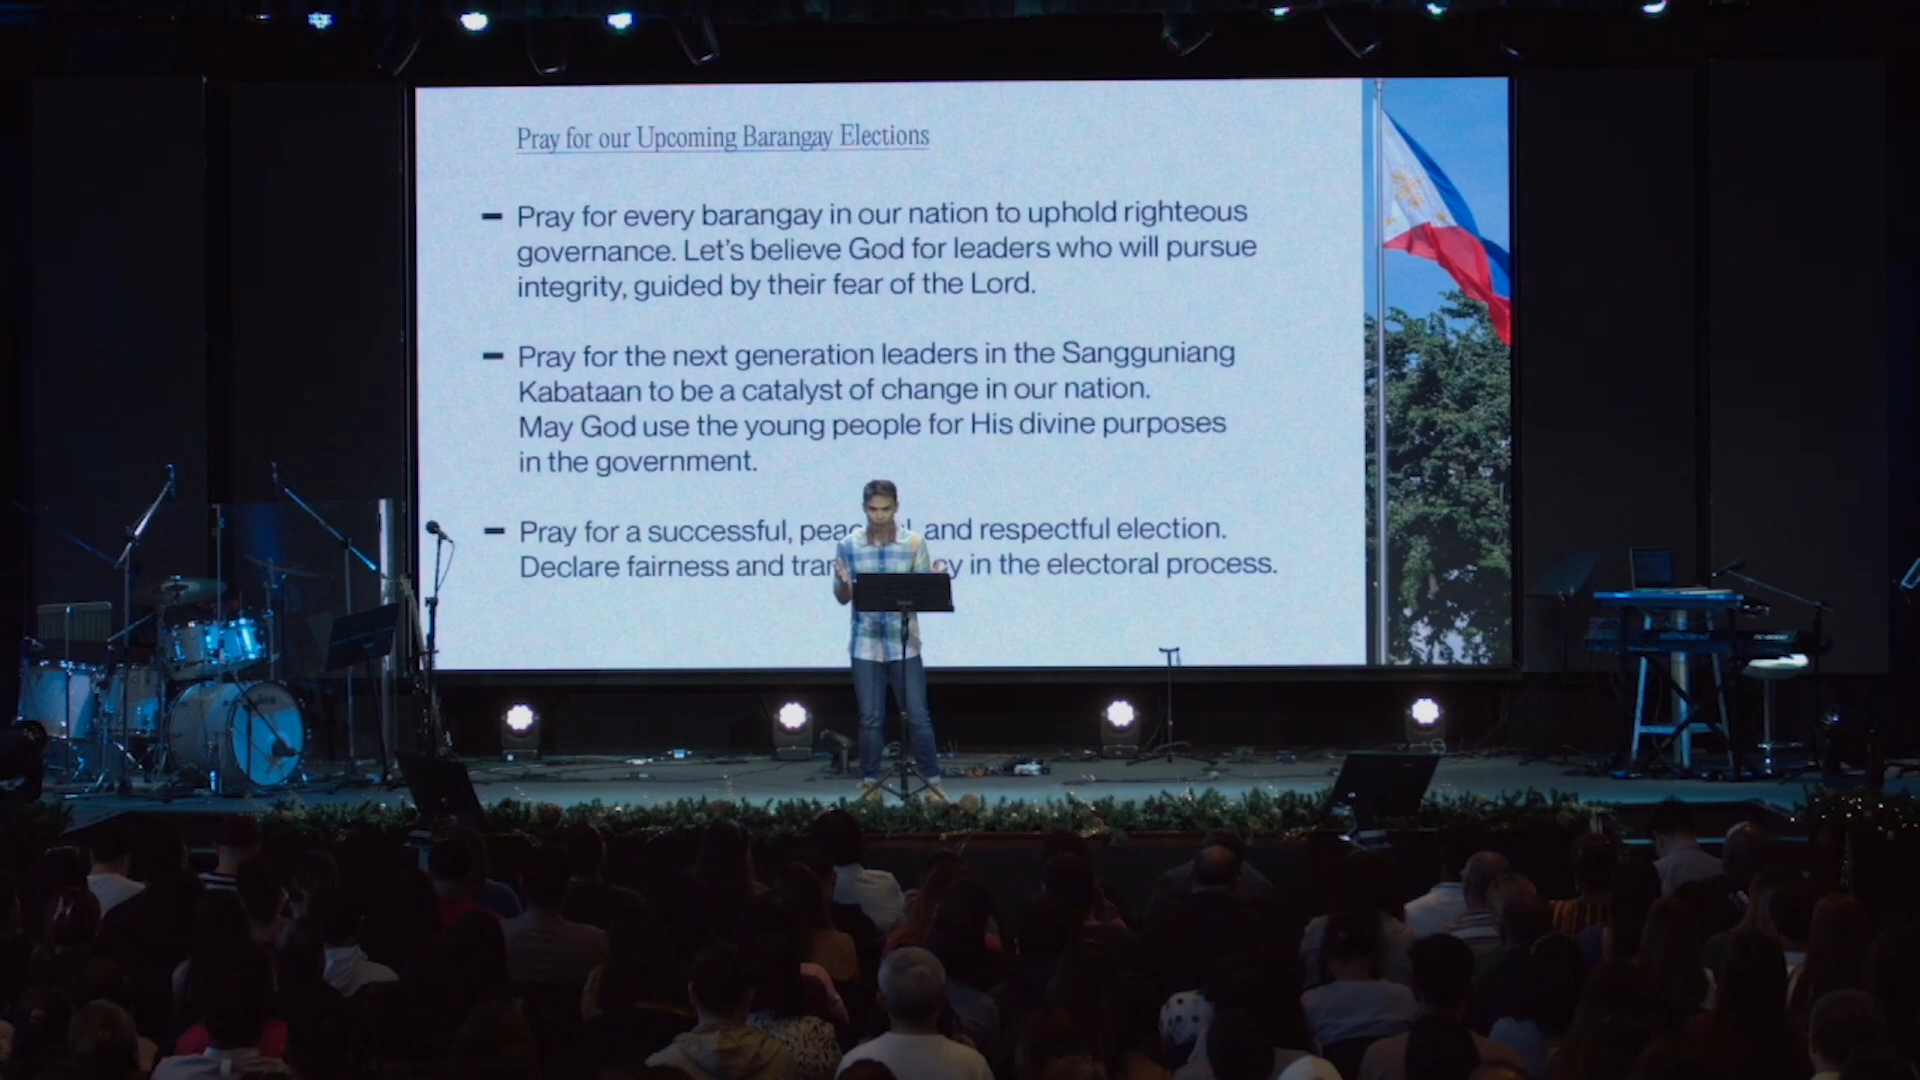 Pray for our Upcoming Barangay Elections
Pray for every barangay in our nation to uphold righteous
governance. Let's believe God for leaders who will pursue
integrity, guided by their fear of the Lord.
Pray for the next generation leaders in the Sangguniang
Kabataan to be a catalyst of change in our nation.
May God use the young people for His divine purposes
in the government.
Pray for a successful, and respectful election.
Declare fairness and in the electoral process.